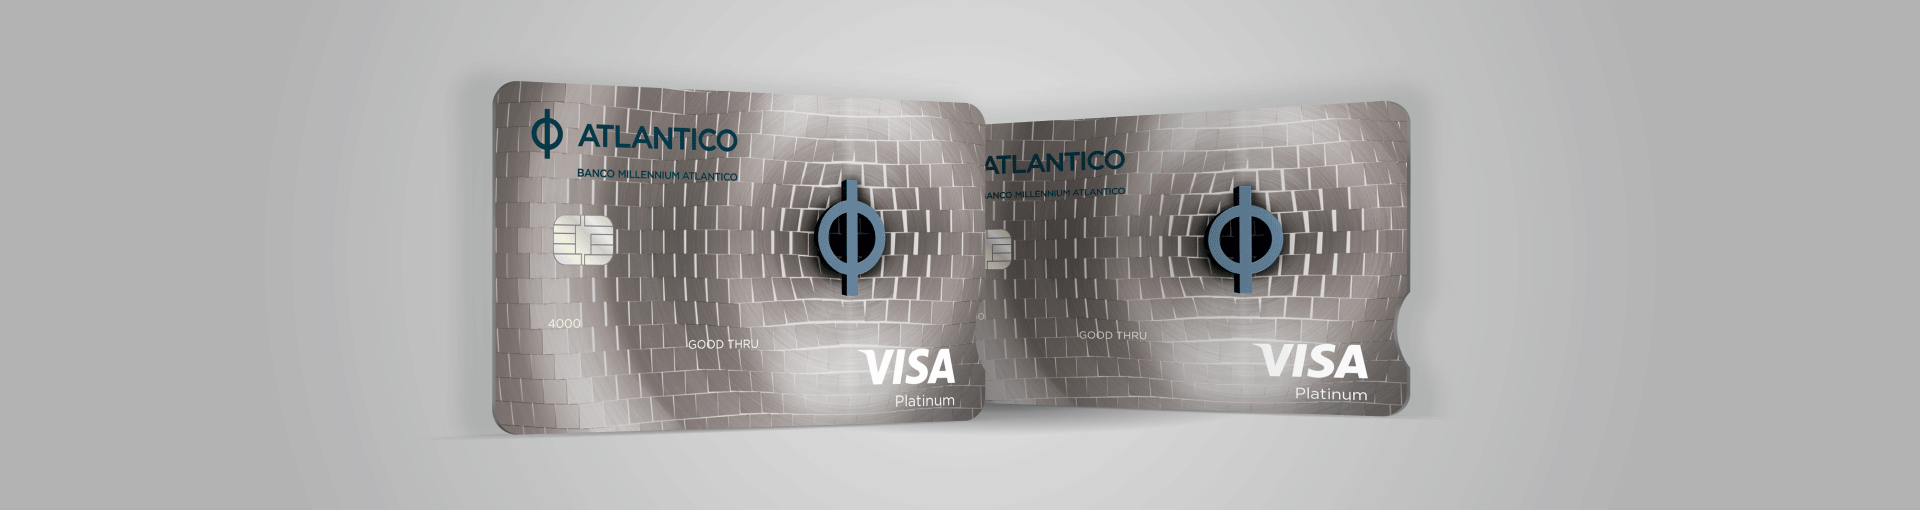 ATLANTICO
BANCO MILLENNIUM ATLANTICO
4000
GOOD THRU
VISA
Platinum
ATLANTICO
BANCO MILLENNIUM ATLANTICO
GOOD THRU
VISA
Platinum